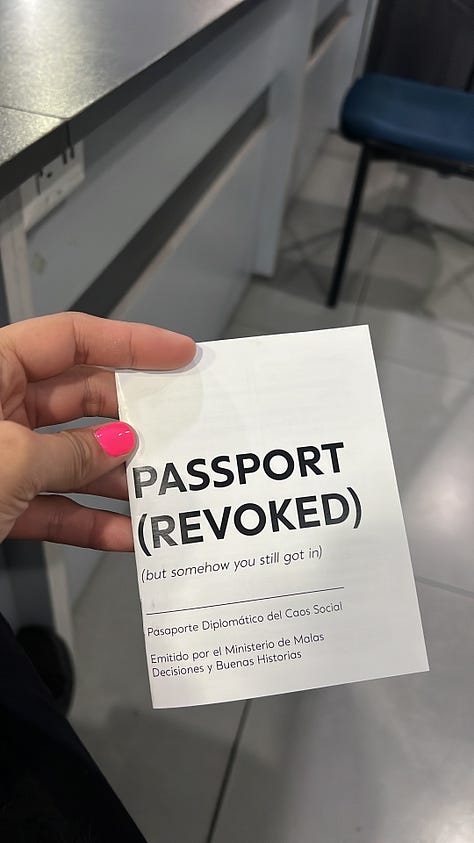 PASSPORT
(REVOKED)
(but somehow you still got in)
Pasaporte Diplomático del Caos Social
Emitido por el Ministerio de Malas
Decisiones y Buenas Historias